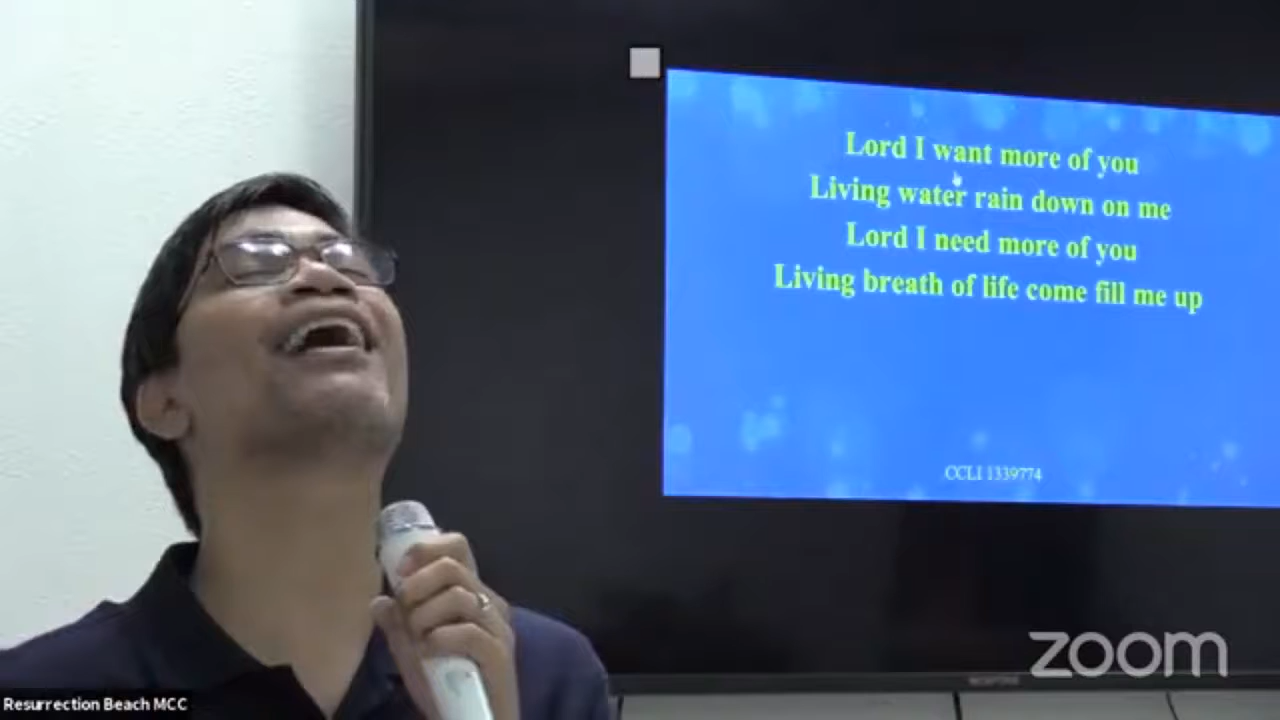 Lord I want more of you
Living water rain down on me
Lord I need more of you
Living breath of life come fill me up
CCLI 1339774
zoom
Resurrection Beach MCC